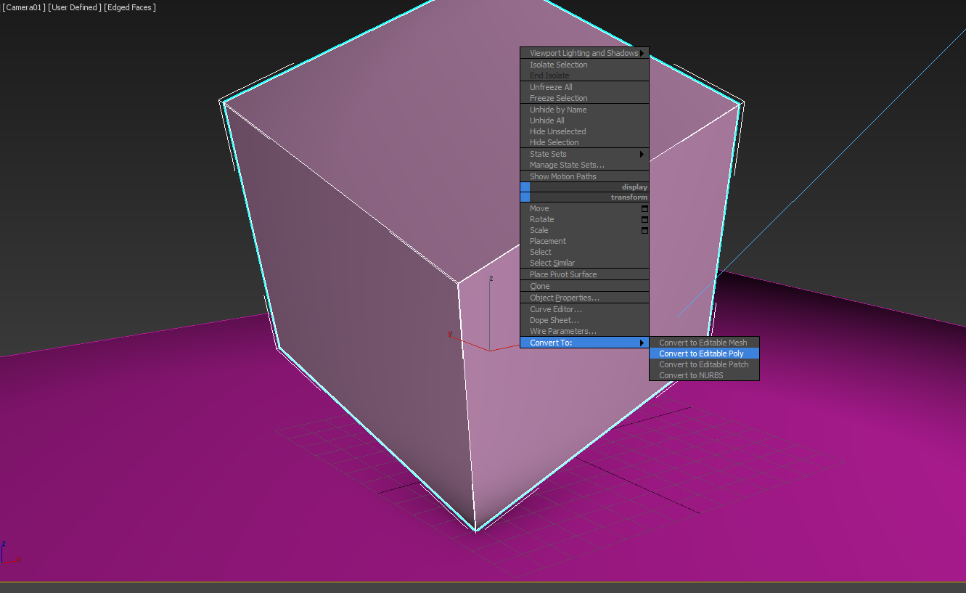 [Camera01] [User Defined ] [Edged Faces ]
Viewport Lighting and Shadows
Isolate Selection
End Isolate
Unfreeze All
Freeze Selection
Unhide by Name
Unhide All
Hide Unselected
Hide Selection
State Sets
Manage State Sets...
Show Motion Paths
display
transform
Move
Rotate
Scale
Placement
Select
Select Similar
Place Pivot Surface
Clone
Object Properties...
Curve Editor...
Dope Sheet...
Wire Parameters...
Convert To:
Convert to Editable Mesh
Convert to Editable Poly
Convert to Editable Patch
Convert to NURBS
z
z